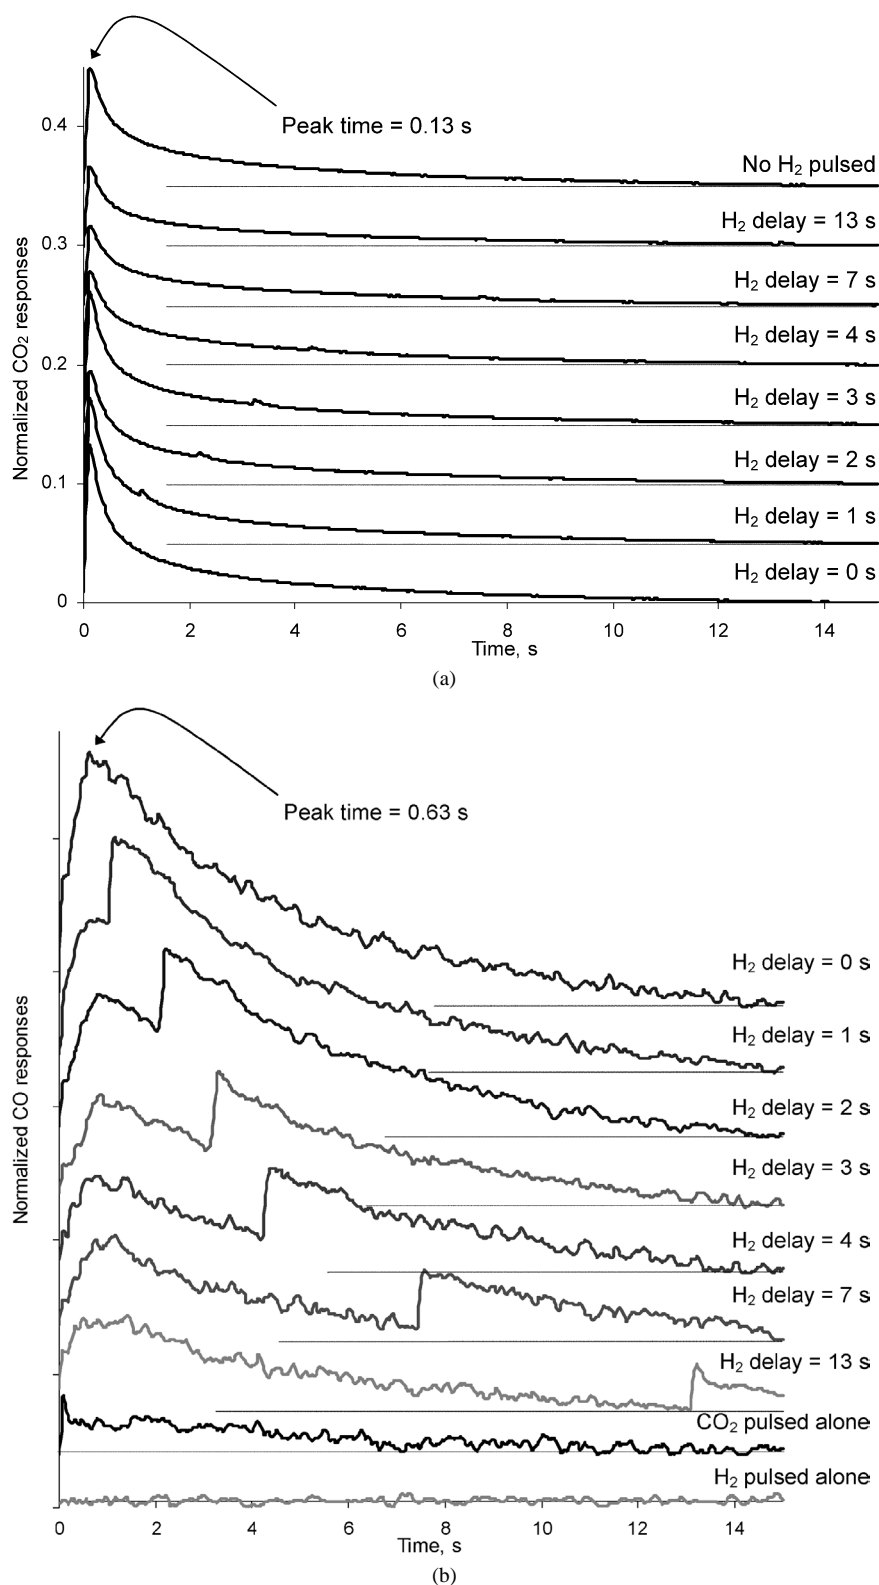 Peak time = 0.13 s
0.4
No H₂ pulsed
H₂ delay = 13 s
0.3
H₂ delay = 7 s
H₂ delay = 4 s
0.2
H₂ delay = 3 s
H₂ delay = 2 s
0.1
H₂ delay = 1 s
H₂ delay = 0 s
0
Normalized CO₂ responses
0 2 4 6 8 10 12 14
Time, s
(a)
Peak time = 0.63 s
H₂ delay = 0 s
H₂ delay = 1 s
H₂ delay = 2 s
H₂ delay = 3 s
H₂ delay = 4 s
H₂ delay = 7 s
H₂ delay = 13 s
CO₂ pulsed alone
H₂ pulsed alone
Normalized CO responses
0 2 4 6 8 10 12 14
Time, s
(b)